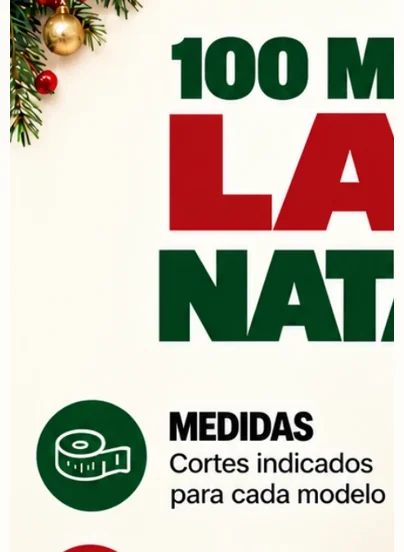 100 M
LA
NATA
MEDIDAS
Cortes indicados
para cada modelo